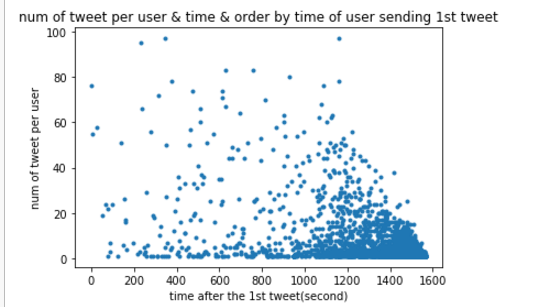 num of tweet per user & time & order by time of user sending 1st tweet
100
80
60
40
20
0
num of tweet per user
0 200 400 600 800 1000 1200 1400 1600
time after the 1st tweet(second)